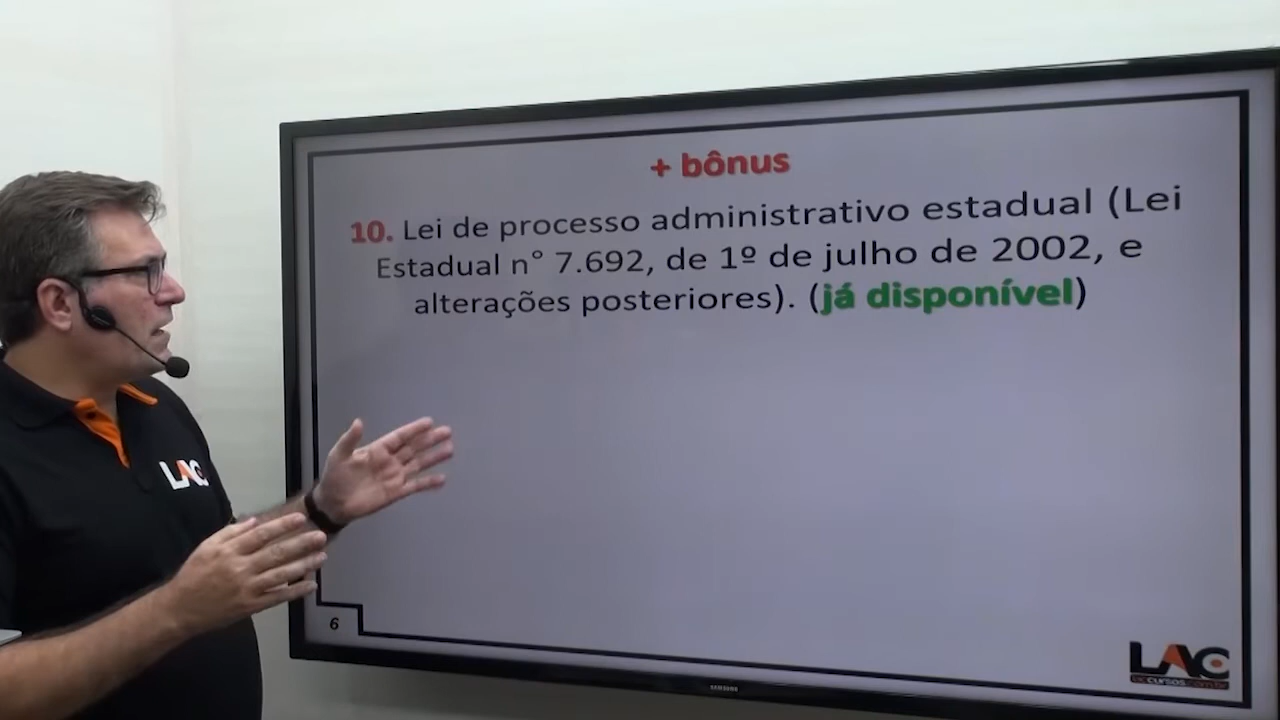 + bônus
10. Lei de processo administrativo estadual (Lei
Estadual n° 7.692, de 1º de julho de 2002, e
alterações posteriores). (já disponível)
LAC
6
LAC
SAMSUNG